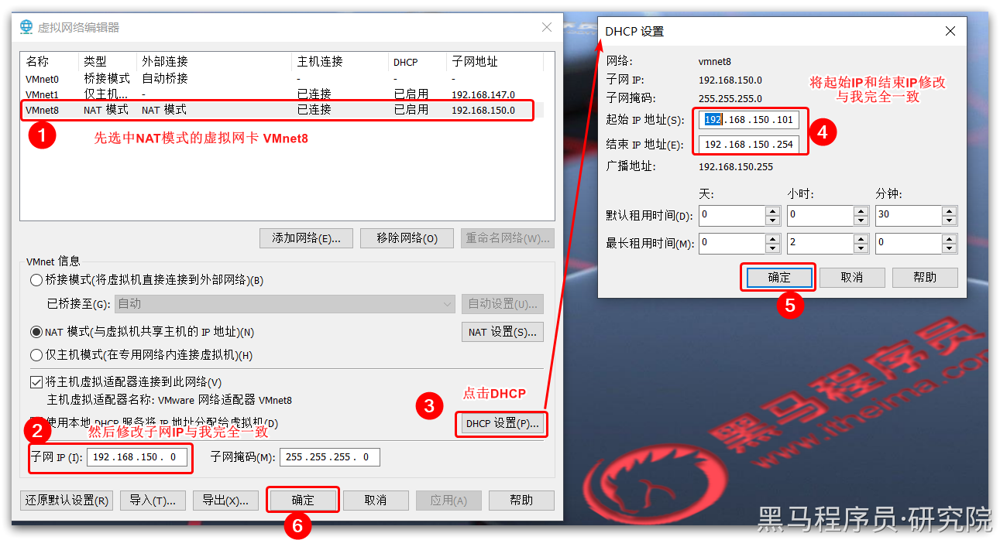 虚拟网络编辑器
名称 类型 外部连接 主机连接 DHCP 子网地址
VMnet0 桥接模式 自动桥接 - - -
VMnet1 仅主机... - 已连接 已启用 192.168.147.0
VMnet8 NAT 模式 NAT 模式 已连接 已启用 192.168.150.0
1
先选中NAT模式的虚拟网卡 VMnet8
添加网络(E)... 移除网络(O) 重命名网络(W)...
VMnet 信息
桥接模式(将虚拟机直接连接到外部网络)(B)
已桥接至(G): 自动 自动设置(U)...
NAT 模式(与虚拟机共享主机的 IP 地址)(N) NAT 设置(S)...
仅主机模式(在专用网络内连接虚拟机)(H)
将主机虚拟适配器连接到此网络(V)
主机虚拟适配器名称: VMware 网络适配器 VMnet8
点击DHCP
3
使用本地 DHCP 服务将 IP 地址分配给虚拟机(D) DHCP 设置(P)...
2
然后修改子网IP与我完全一致
子网 IP (I): 192 . 168 . 150 . 0 子网掩码(M): 255 . 255 . 255 . 0
还原默认设置(R) 导入(T)... 导出(X)... 确定 取消 应用(A) 帮助
6
DHCP 设置
网络: vmnet8
子网 IP: 192.168.150.0
子网掩码: 255.255.255.0
将起始IP和结束IP修改
与我完全一致
起始 IP 地址(S): 192 . 168 . 150 . 101
4
结束 IP 地址(E): 192 . 168 . 150 . 254
广播地址: 192.168.150.255
天: 小时: 分钟:
默认租用时间(D): 0 0 30
最长租用时间(M): 0 2 0
确定 取消 帮助
5
黑马程序员
www.itheima.com
黑马程序员·研究院